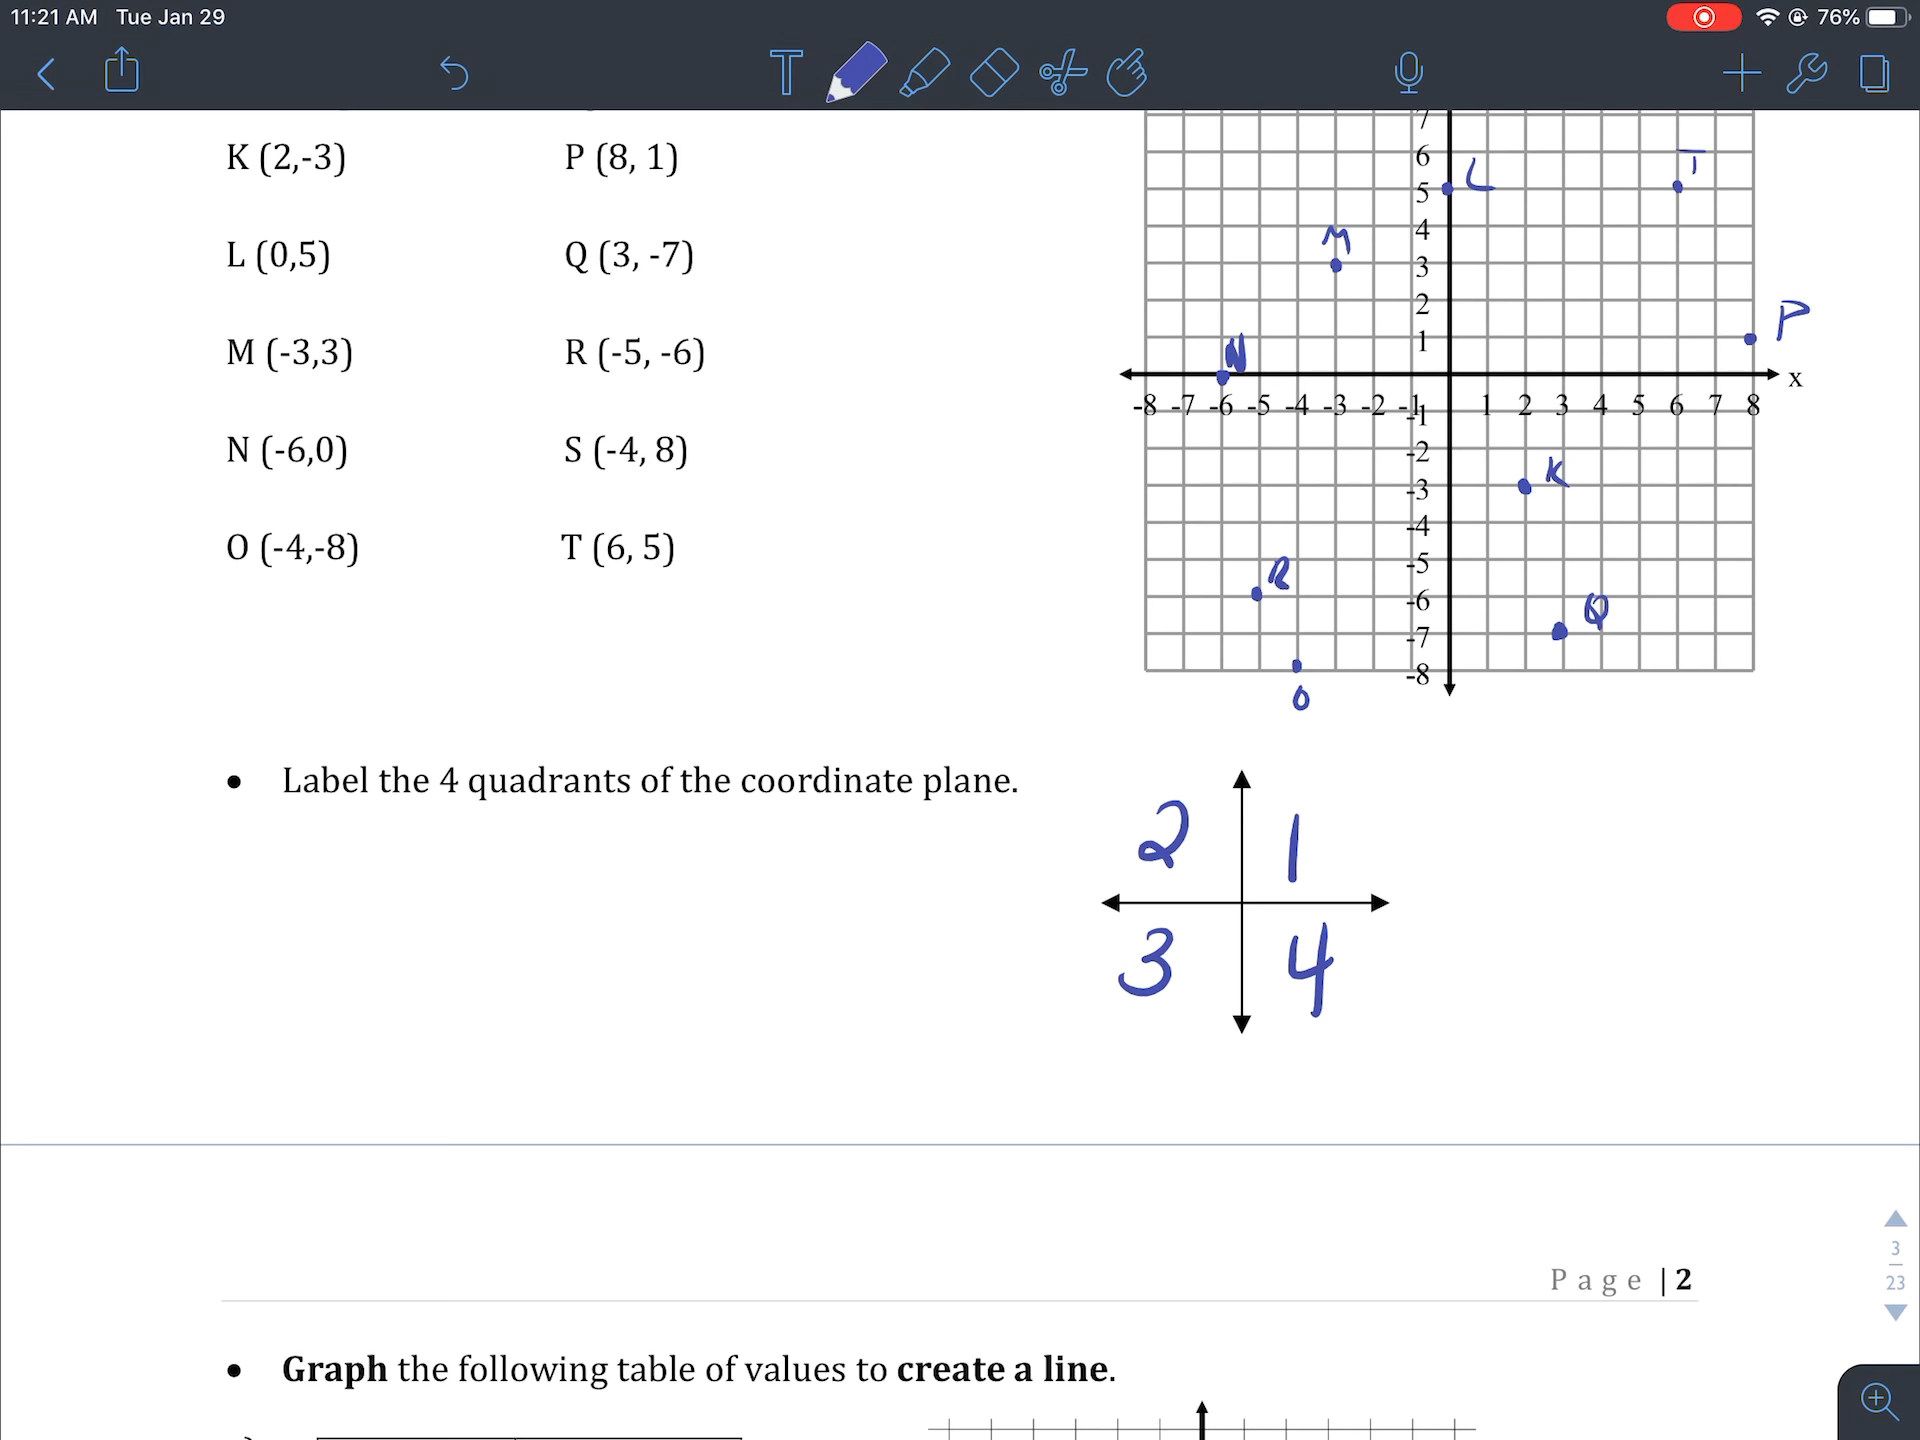 11:21 AM Tue Jan 29
76%
T
K (2,-3)
P (8, 1)
L (0,5)
Q (3, -7)
M (-3,3)
R (-5, -6)
N (-6,0)
S (-4, 8)
O (-4,-8)
T (6, 5)
7
6
5
4
3
2
1
L
T
M
P
N
x
-8 -7 -6 -5 -4 -3 -2 -1 1 2 3 4 5 6 7 8
-1
-2
-3
-4
-5
-6
-7
-8
K
R
Q
O
• Label the 4 quadrants of the coordinate plane.
2 1
3 4
Page | 2
3
23
• Graph the following table of values to create a line.